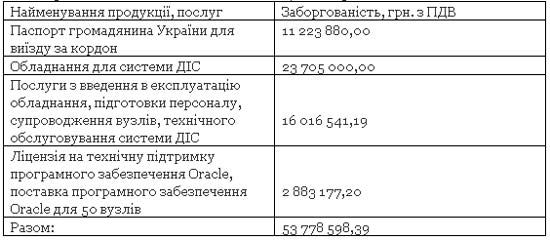 Найменування продукції, послуг
Заборгованість, грн. з ПДВ
Паспорт громадянина України для
виїзду за кордон
11 223 880,00
Обладнання для системи ДІС
23 705 000,00
Послуги з введення в експлуатацію
обладнання, підготовки персоналу,
супроводження вузлів, технічного
обслуговування системи ДІС
16 016 541,19
Ліцензія на технічну підтримку
програмного забезпечення Oracle,
поставка програмного забезпечення
Oracle для 50 вузлів
2 883 177,20
Разом:
53 778 598,39